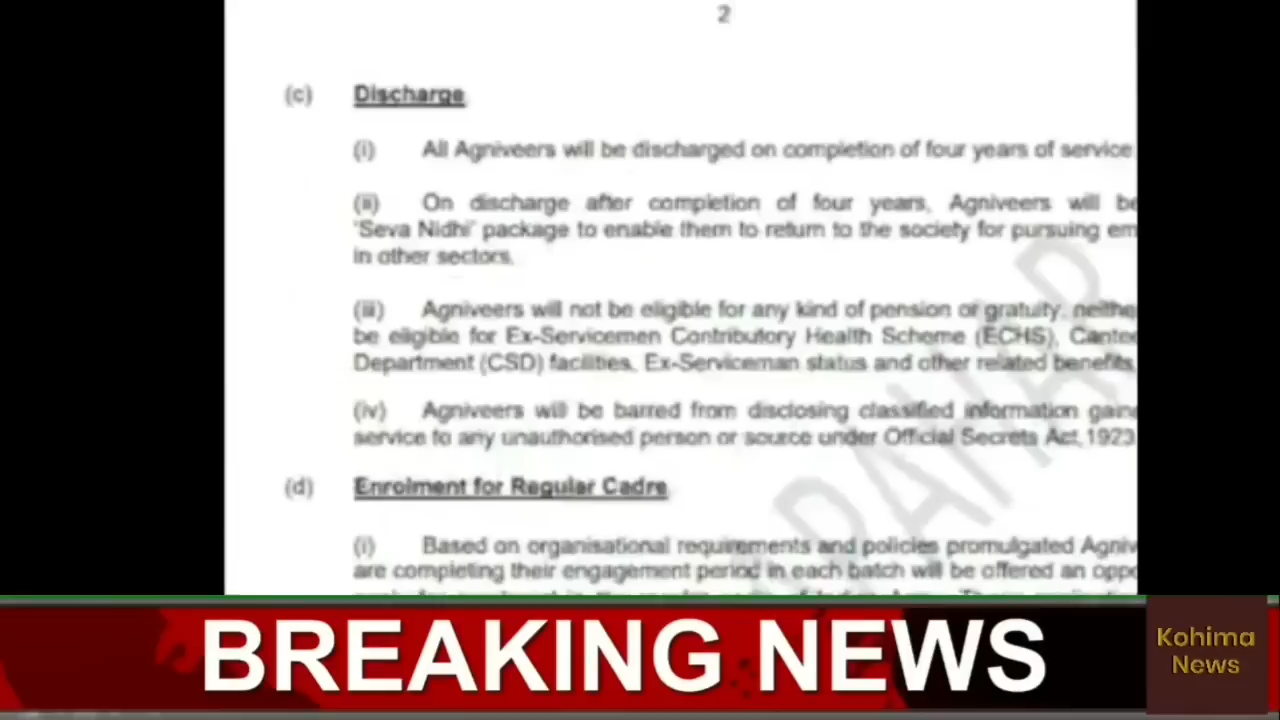 2
(c) Discharge
(i) All Agniveers will be discharged on completion of four years of service
(ii) On discharge after completion of four years, Agniveers will be
'Seva Nidhi' package to enable them to return to the society for pursuing em
in other sectors.
(iii) Agniveers will not be eligible for any kind of pension or gratuity; neithe
be eligible for Ex-Servicemen Contributory Health Scheme (ECHS), Cantee
Department (CSD) facilities, Ex-Serviceman status and other related benefits.
(iv) Agniveers will be barred from disclosing classified information gaine
service to any unauthorised person or source under Official Secrets Act,1923
(d) Enrolment for Regular Cadre
(i) Based on organisational requirements and policies promulgated Agniv
are completing their engagement period in each batch will be offered an oppo
BREAKING NEWS
Kohima
News